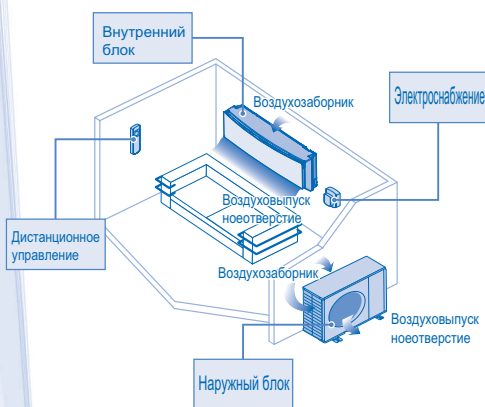 Внутренний
блок
Воздухозаборник
Электроснабжение
Воздуховыпуск
ноеотверстие
Дистанционное
управление
Воздухозаборник
Воздуховыпуск
ноеотверстие
Наружный блок